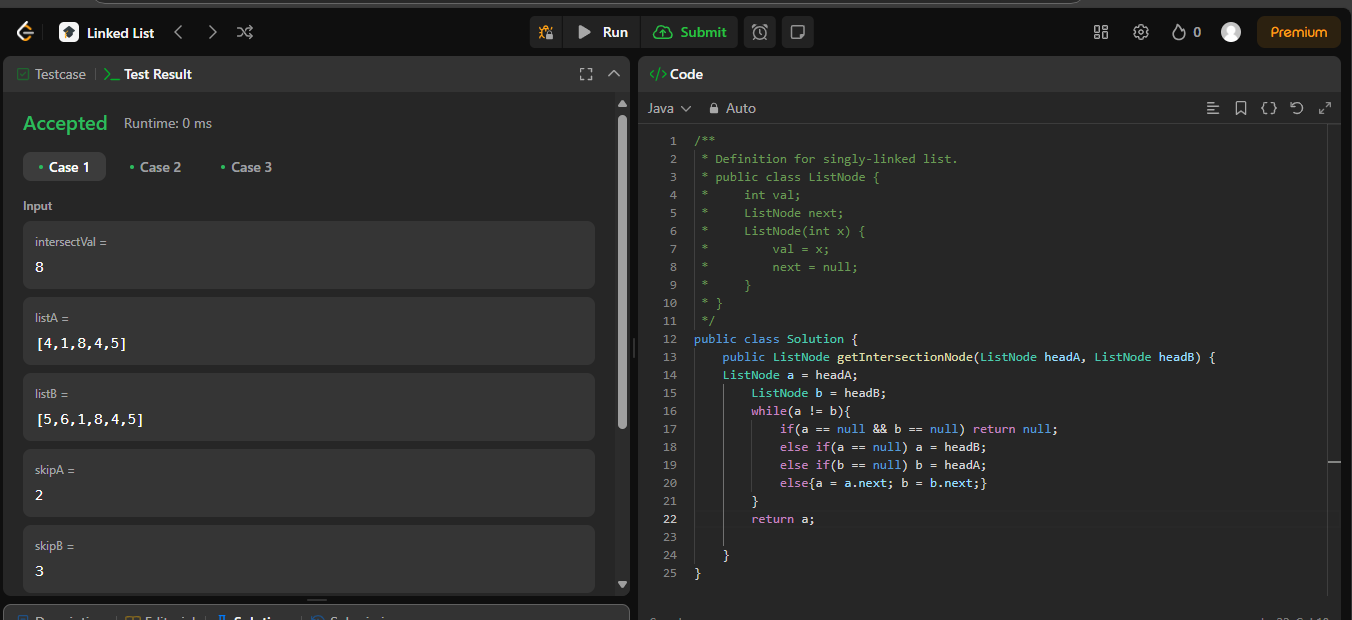 Linked List
Run
Submit
0
Premium
Testcase
Test Result
Accepted
Runtime: 0 ms
Case 1
Case 2
Case 3
Input
intersectVal =
8
listA =
[4,1,8,4,5]
listB =
[5,6,1,8,4,5]
skipA =
2
skipB =
3
</> Code
Java
Auto
1 /**
2 * Definition for singly-linked list.
3 * public class ListNode {
4 *     int val;
5 *     ListNode next;
6 *     ListNode(int x) {
7 *         val = x;
8 *         next = null;
9 *     }
10 * }
11 */
12 public class Solution {
13     public ListNode getIntersectionNode(ListNode headA, ListNode headB) {
14     ListNode a = headA;
15         ListNode b = headB;
16         while(a != b){
17             if(a == null && b == null) return null;
18             else if(a == null) a = headB;
19             else if(b == null) b = headA;
20             else{a = a.next; b = b.next;}
21         }
22         return a;
23
24     }
25 }